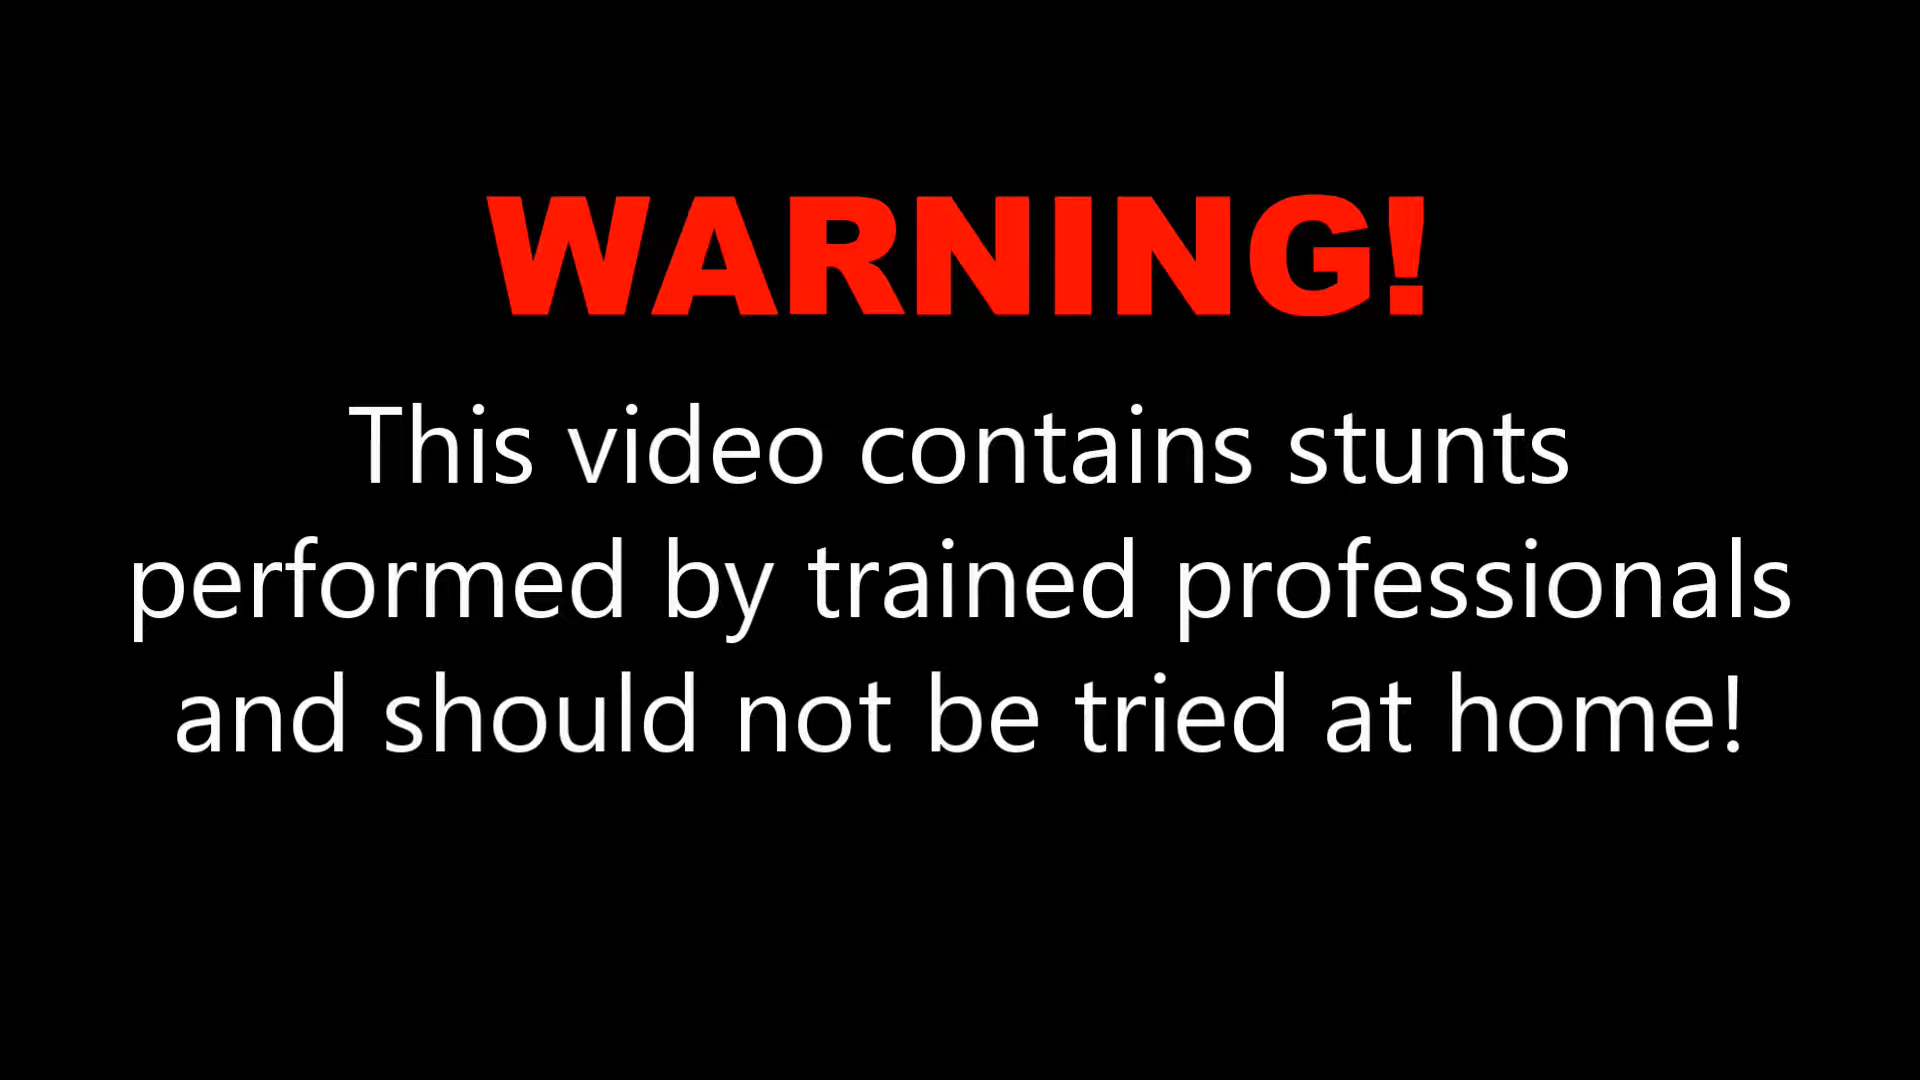 WARNING!
This video contains stunts
performed by trained professionals
and should not be tried at home!